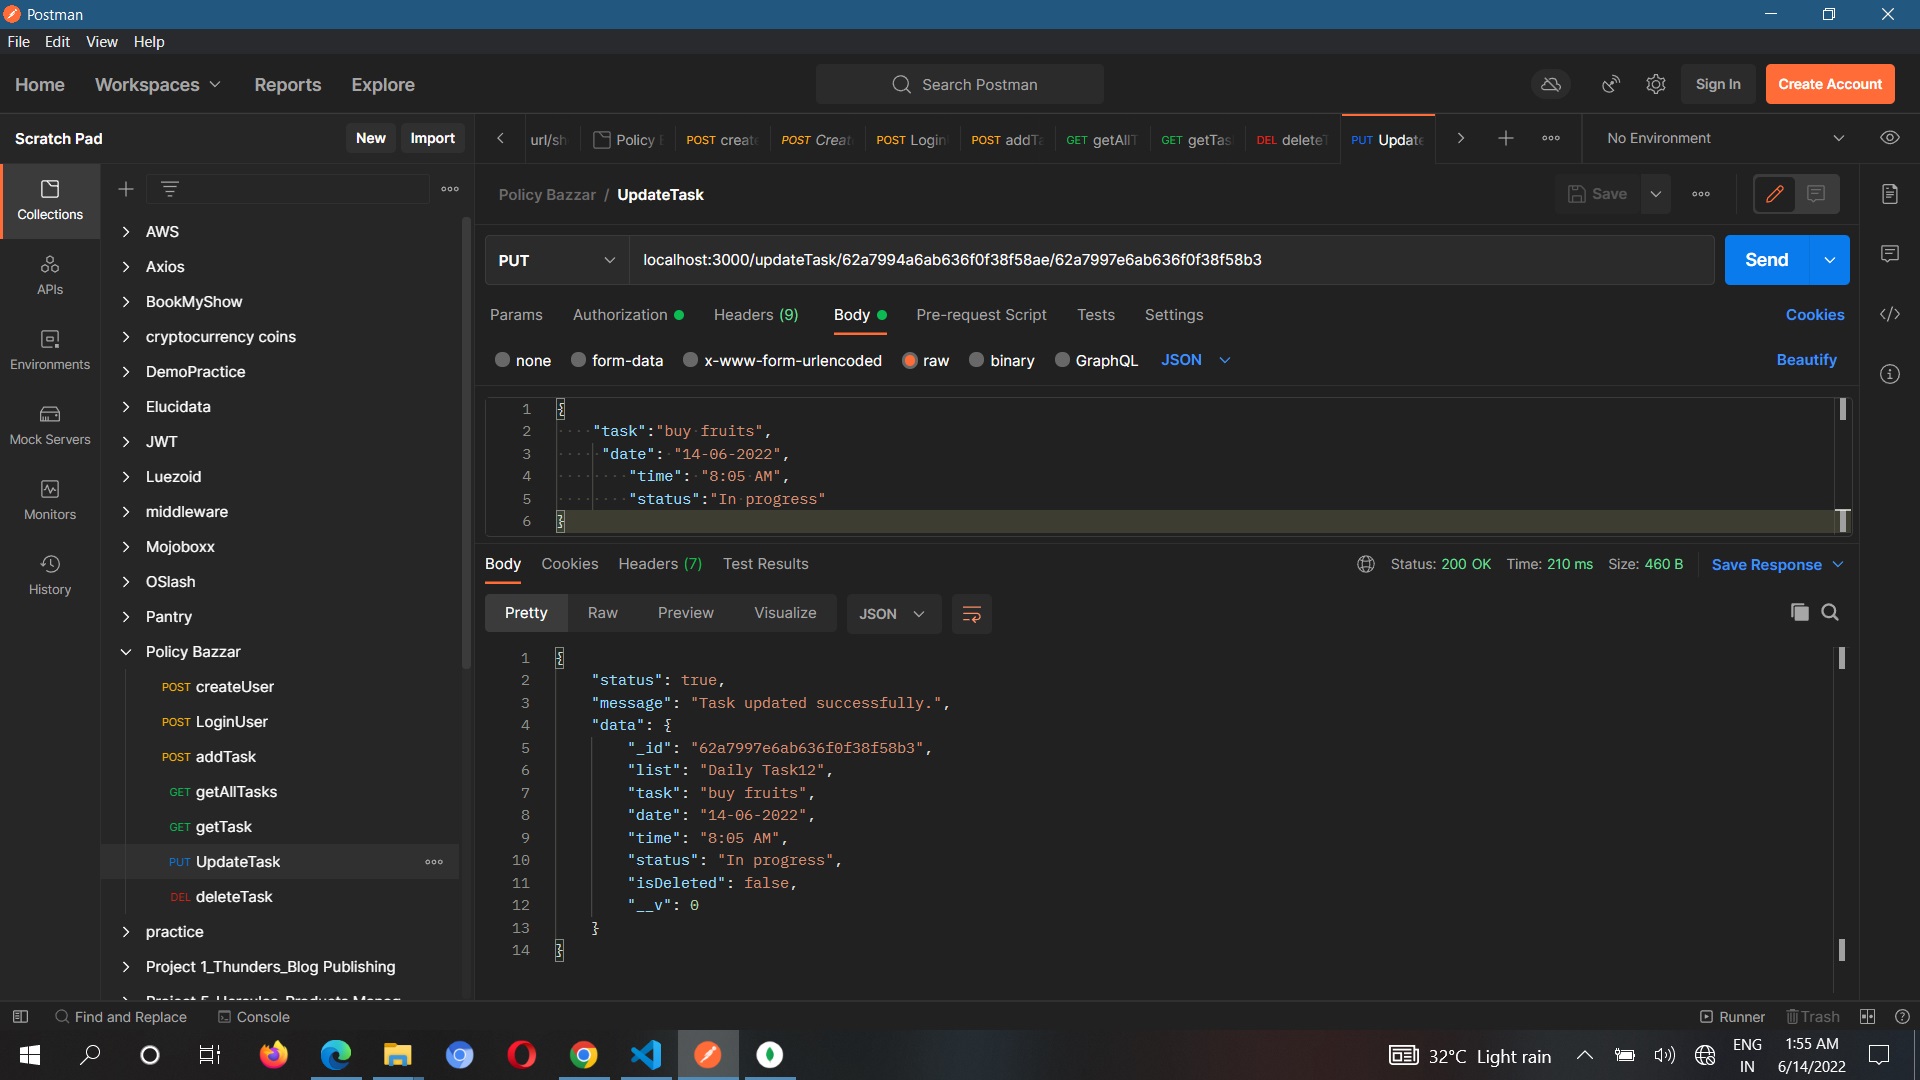 Postman
File Edit View Help
Home Workspaces Reports Explore Search Postman Sign In Create Account
Scratch Pad New Import url/sh Policy POST create POST Creat POST Login POST addTa GET getAllT GET getTas DEL deleteT PUT Update No Environment
Policy Bazzar / UpdateTask Save
PUT localhost:3000/updateTask/62a7994a6ab636f0f38f58ae/62a7997e6ab636f0f38f58b3 Send
Params Authorization Headers (9) Body Pre-request Script Tests Settings Cookies
none form-data x-www-form-urlencoded raw binary GraphQL JSON Beautify
1 {
2 "task":"buy fruits",
3 "date": "14-06-2022",
4 "time": "8:05 AM",
5 "status":"In progress"
6 }
Body Cookies Headers (7) Test Results Status: 200 OK Time: 210 ms Size: 460 B Save Response
Pretty Raw Preview Visualize JSON
1 {
2 "status": true,
3 "message": "Task updated successfully.",
4 "data": {
5 "_id": "62a7997e6ab636f0f38f58b3",
6 "list": "Daily Task12",
7 "task": "buy fruits",
8 "date": "14-06-2022",
9 "time": "8:05 AM",
10 "status": "In progress",
11 "isDeleted": false,
12 "__v": 0
13 }
14 }
Collections
APIs
Environments
Mock Servers
Monitors
History
AWS
Axios
BookMyShow
cryptocurrency coins
DemoPractice
Elucidata
JWT
Luezoid
middleware
Mojoboxx
OSlash
Pantry
Policy Bazzar
POST createUser
POST LoginUser
POST addTask
GET getAllTasks
GET getTask
PUT UpdateTask
DEL deleteTask
practice
Project 1_Thunders_Blog Publishing
Find and Replace Console Runner Trash
32°C Light rain ENG IN 1:55 AM 6/14/2022